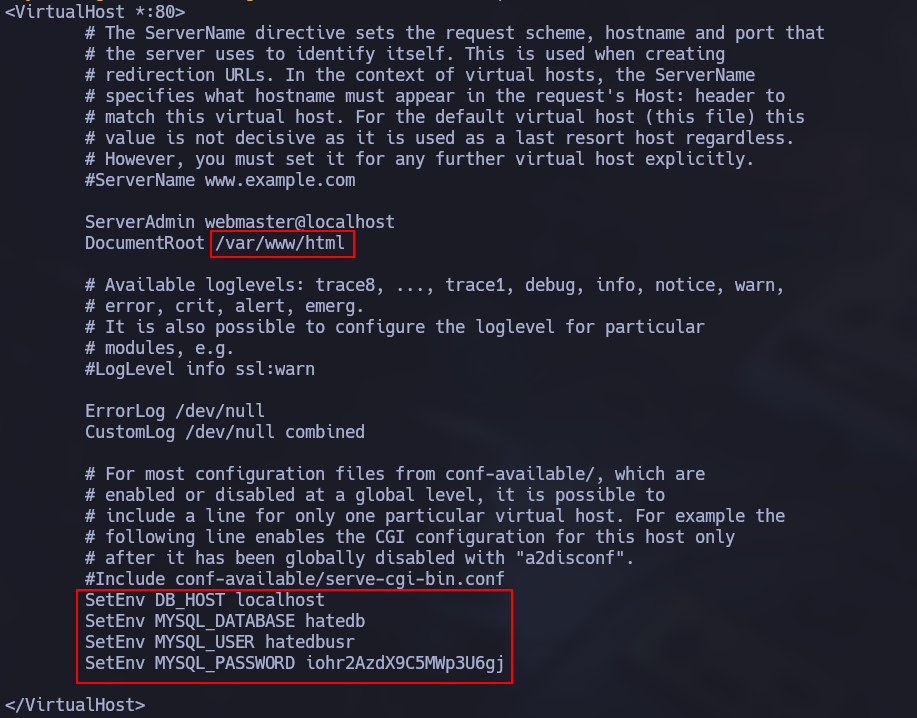 <VirtualHost *:80>
# The ServerName directive sets the request scheme, hostname and port that
# the server uses to identify itself. This is used when creating
# redirection URLs. In the context of virtual hosts, the ServerName
# specifies what hostname must appear in the request's Host: header to
# match this virtual host. For the default virtual host (this file) this
# value is not decisive as it is used as a last resort host regardless.
# However, you must set it for any further virtual host explicitly.
#ServerName www.example.com
ServerAdmin webmaster@localhost
DocumentRoot /var/www/html
# Available loglevels: trace8, ..., trace1, debug, info, notice, warn,
# error, crit, alert, emerg.
# It is also possible to configure the loglevel for particular
# modules, e.g.
#LogLevel info ssl:warn
ErrorLog /dev/null
CustomLog /dev/null combined
# For most configuration files from conf-available/, which are
# enabled or disabled at a global level, it is possible to
# include a line for only one particular virtual host. For example the
# following line enables the CGI configuration for this host only
# after it has been globally disabled with "a2disconf".
#Include conf-available/serve-cgi-bin.conf
SetEnv DB_HOST localhost
SetEnv MYSQL_DATABASE hatedb
SetEnv MYSQL_USER hatedbusr
SetEnv MYSQL_PASSWORD iohr2AzdX9C5MWp3U6gj
</VirtualHost>